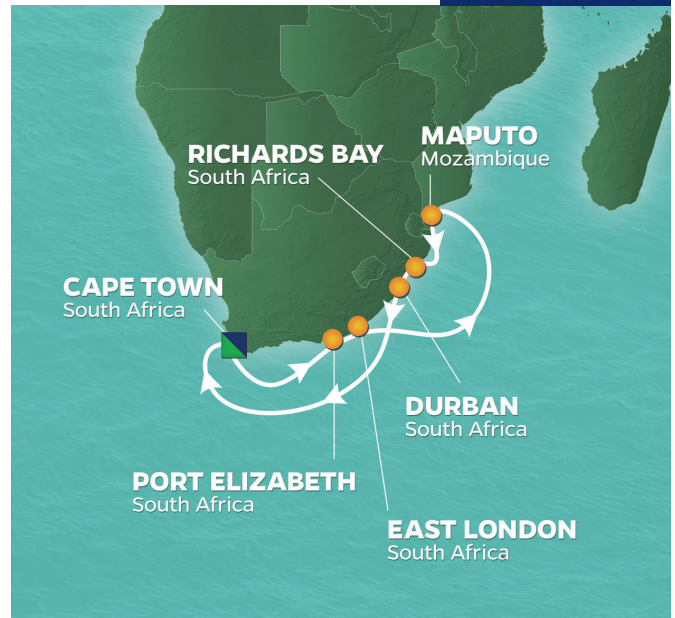 MAPUTO
Mozambique
RICHARDS BAY
South Africa
CAPE TOWN
South Africa
DURBAN
South Africa
PORT ELIZABETH
South Africa
EAST LONDON
South Africa